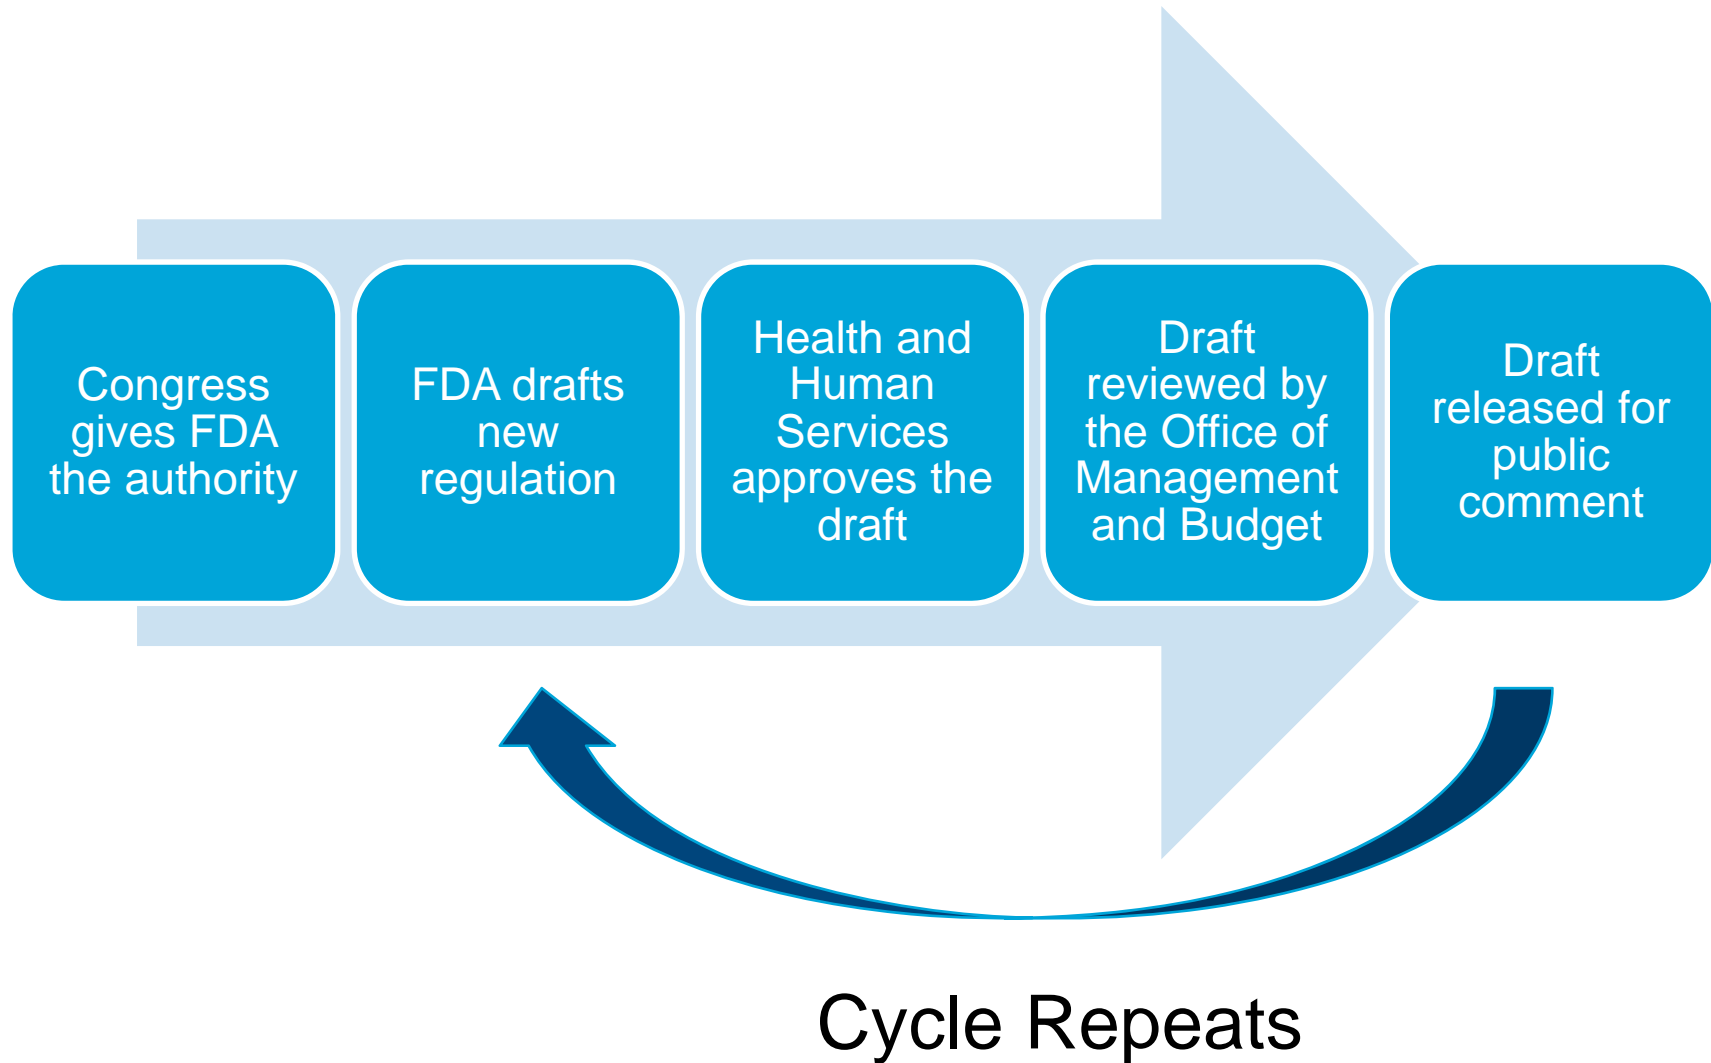 Congress
gives FDA
the authority
FDA drafts
new
regulation
Health and
Human
Services
approves the
draft
Draft
reviewed by
the Office of
Management
and Budget
Draft
released for
public
comment
Cycle Repeats